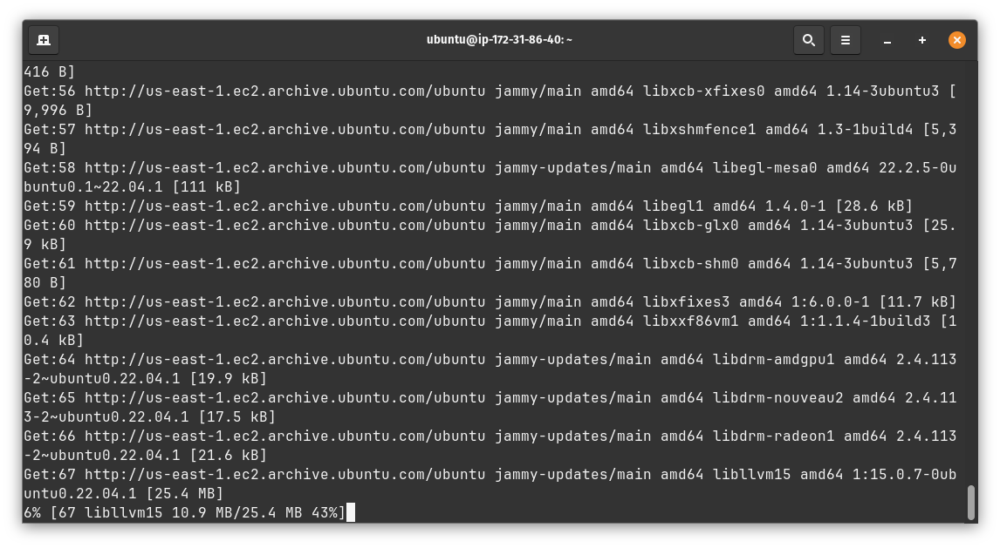 ubuntu@ip-172-31-86-40: ~
416 B]
Get:56 http://us-east-1.ec2.archive.ubuntu.com/ubuntu jammy/main amd64 libxcb-xfixes0 amd64 1.14-3ubuntu3 [
9,996 B]
Get:57 http://us-east-1.ec2.archive.ubuntu.com/ubuntu jammy/main amd64 libxshmfence1 amd64 1.3-1build4 [5,3
94 B]
Get:58 http://us-east-1.ec2.archive.ubuntu.com/ubuntu jammy-updates/main amd64 libegl-mesa0 amd64 22.2.5-0u
buntu0.1~22.04.1 [111 kB]
Get:59 http://us-east-1.ec2.archive.ubuntu.com/ubuntu jammy/main amd64 libegl1 amd64 1.4.0-1 [28.6 kB]
Get:60 http://us-east-1.ec2.archive.ubuntu.com/ubuntu jammy/main amd64 libxcb-glx0 amd64 1.14-3ubuntu3 [25.
9 kB]
Get:61 http://us-east-1.ec2.archive.ubuntu.com/ubuntu jammy/main amd64 libxcb-shm0 amd64 1.14-3ubuntu3 [5,7
80 B]
Get:62 http://us-east-1.ec2.archive.ubuntu.com/ubuntu jammy/main amd64 libxfixes3 amd64 1:6.0.0-1 [11.7 kB]
Get:63 http://us-east-1.ec2.archive.ubuntu.com/ubuntu jammy/main amd64 libxxf86vm1 amd64 1:1.1.4-1build3 [1
0.4 kB]
Get:64 http://us-east-1.ec2.archive.ubuntu.com/ubuntu jammy-updates/main amd64 libdrm-amdgpu1 amd64 2.4.113
-2~ubuntu0.22.04.1 [19.9 kB]
Get:65 http://us-east-1.ec2.archive.ubuntu.com/ubuntu jammy-updates/main amd64 libdrm-nouveau2 amd64 2.4.11
3-2~ubuntu0.22.04.1 [17.5 kB]
Get:66 http://us-east-1.ec2.archive.ubuntu.com/ubuntu jammy-updates/main amd64 libdrm-radeon1 amd64 2.4.113
-2~ubuntu0.22.04.1 [21.6 kB]
Get:67 http://us-east-1.ec2.archive.ubuntu.com/ubuntu jammy-updates/main amd64 libllvm15 amd64 1:15.0.7-0ub
untu0.22.04.1 [25.4 MB]
6% [67 libllvm15 10.9 MB/25.4 MB 43%]